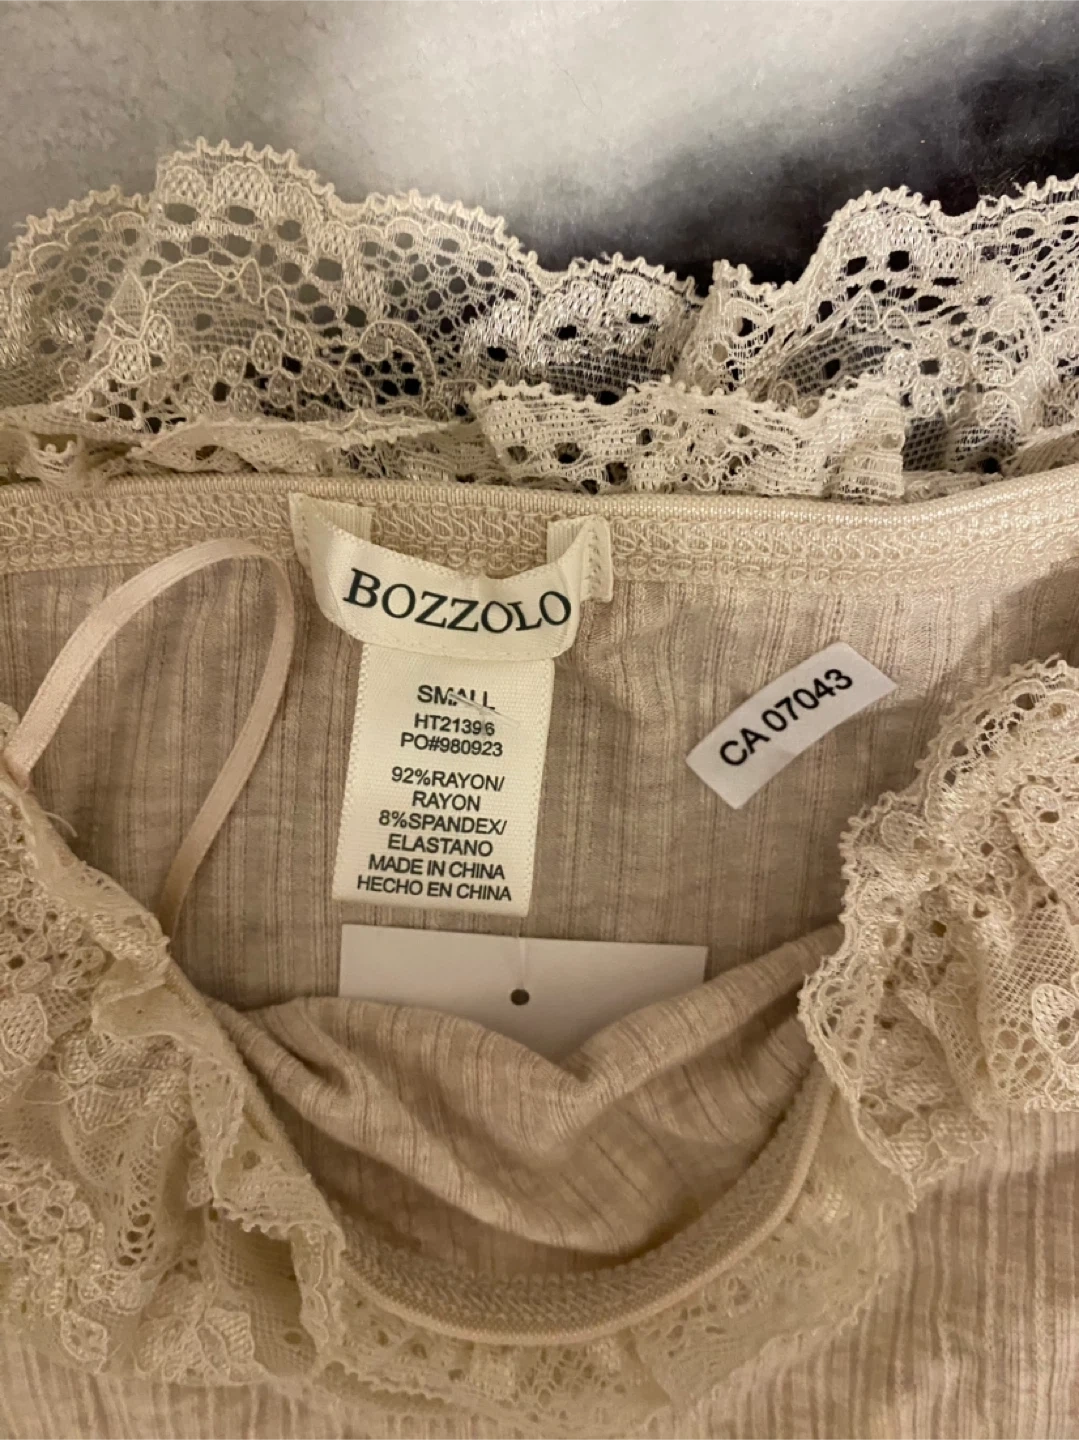 BOZZOLO
SMALL
HT21396
PO#980923
92%RAYON/
RAYON
8%SPANDEX/
ELASTANO
MADE IN CHINA
HECHO EN CHINA
CA 07043